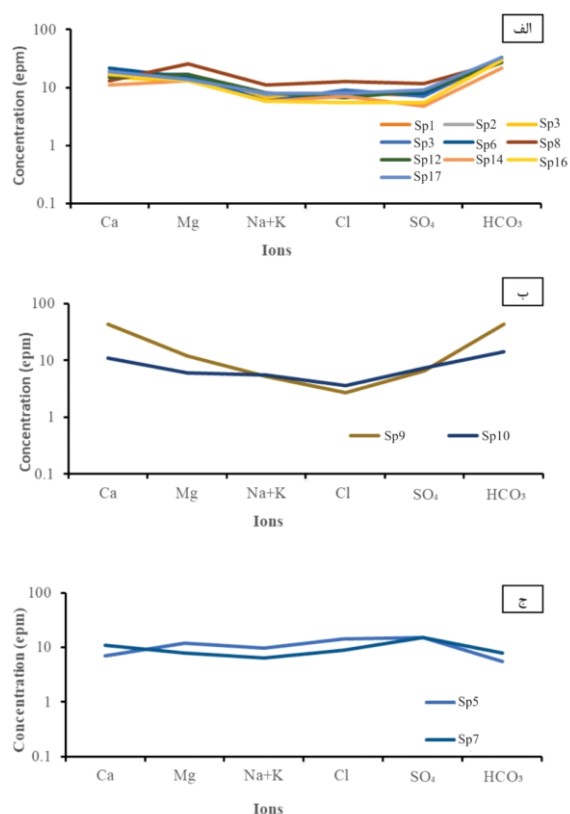 الف
Concentration (epm)
100
10
1
0.1
Sp1 Sp2 Sp3
Sp3 Sp6 Sp8
Sp12 Sp14 Sp16
Sp17
Ca Mg Na+K Cl SO₄ HCO₃
Ions
ب
Concentration (epm)
100
10
1
0.1
Sp9 Sp10
Ca Mg Na+K Cl SO₄ HCO₃
Ions
ج
Concentration (epm)
100
10
1
0.1
Sp5
Sp7
Ca Mg Na+K Cl SO₄ HCO₃
Ions